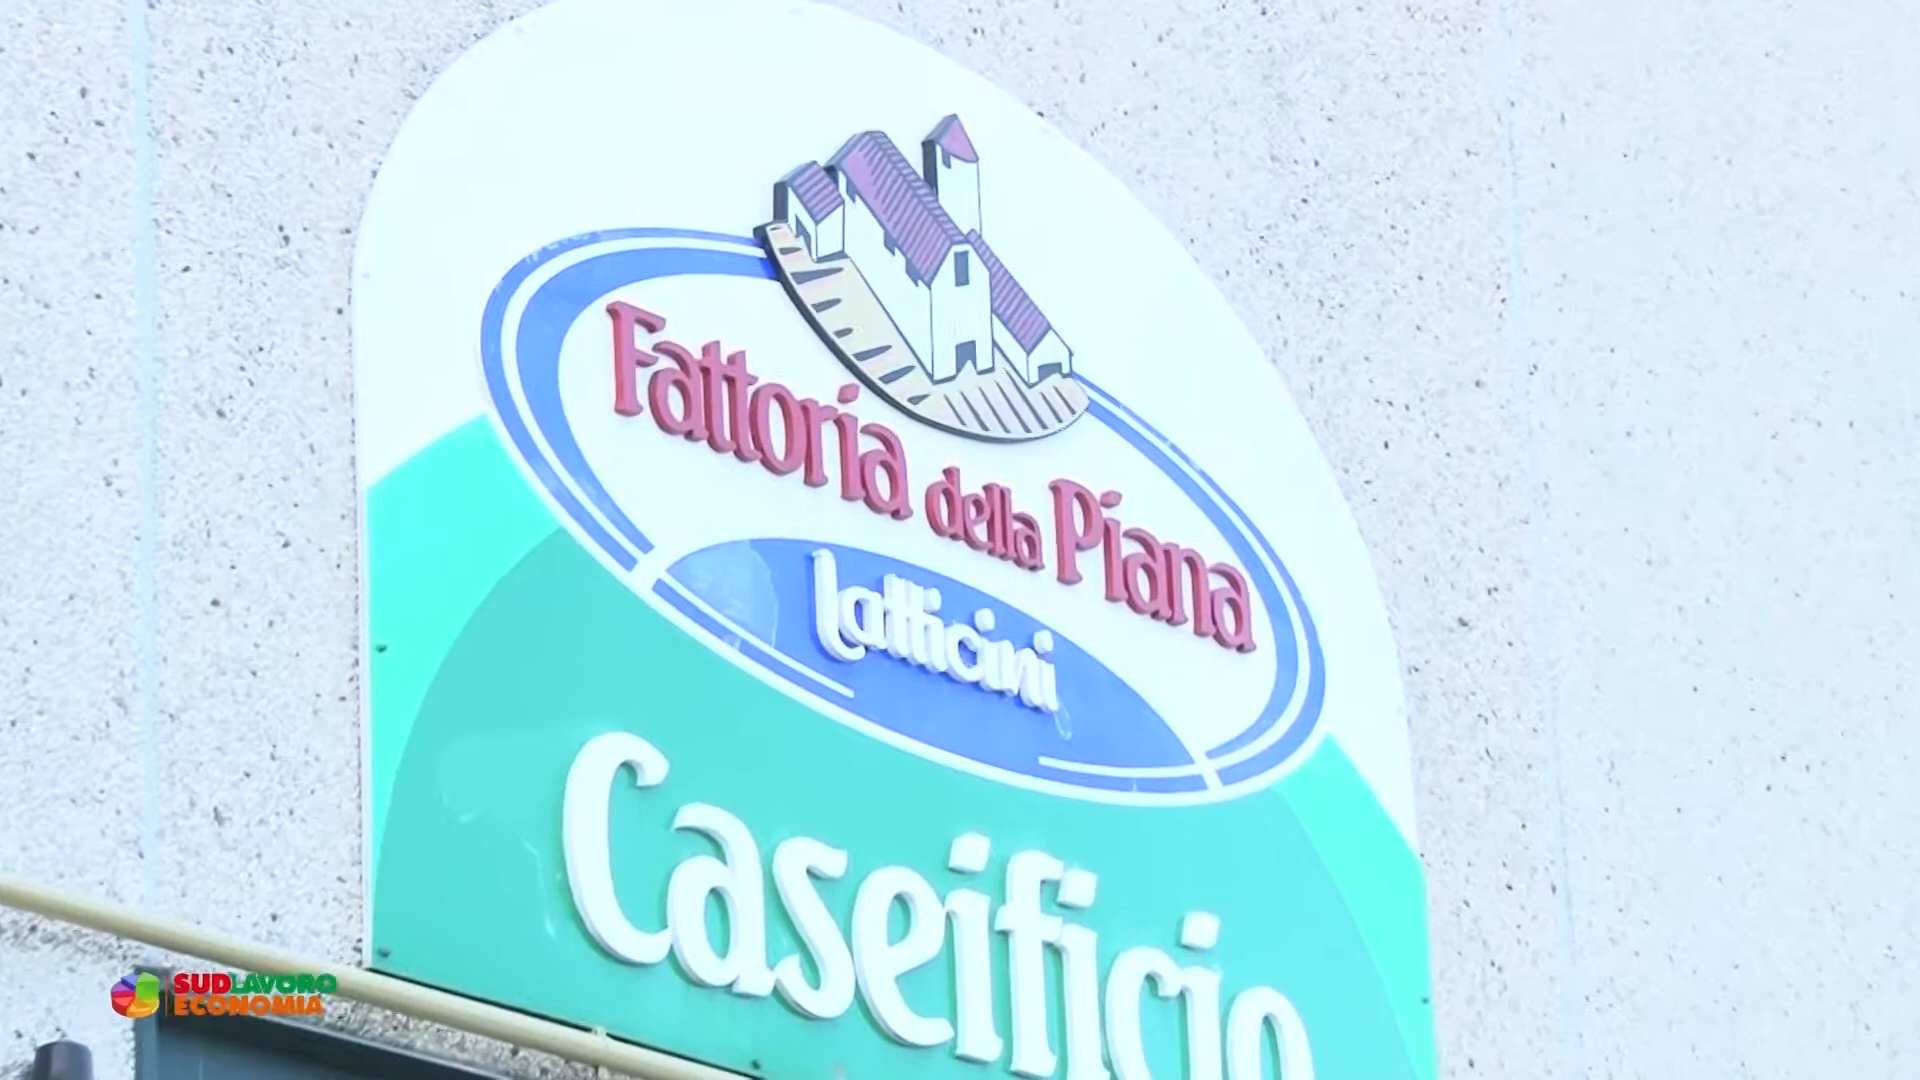 Fattoria della Piana
Latticini
Caseificio
SUDLAVORO
ECONOMIA